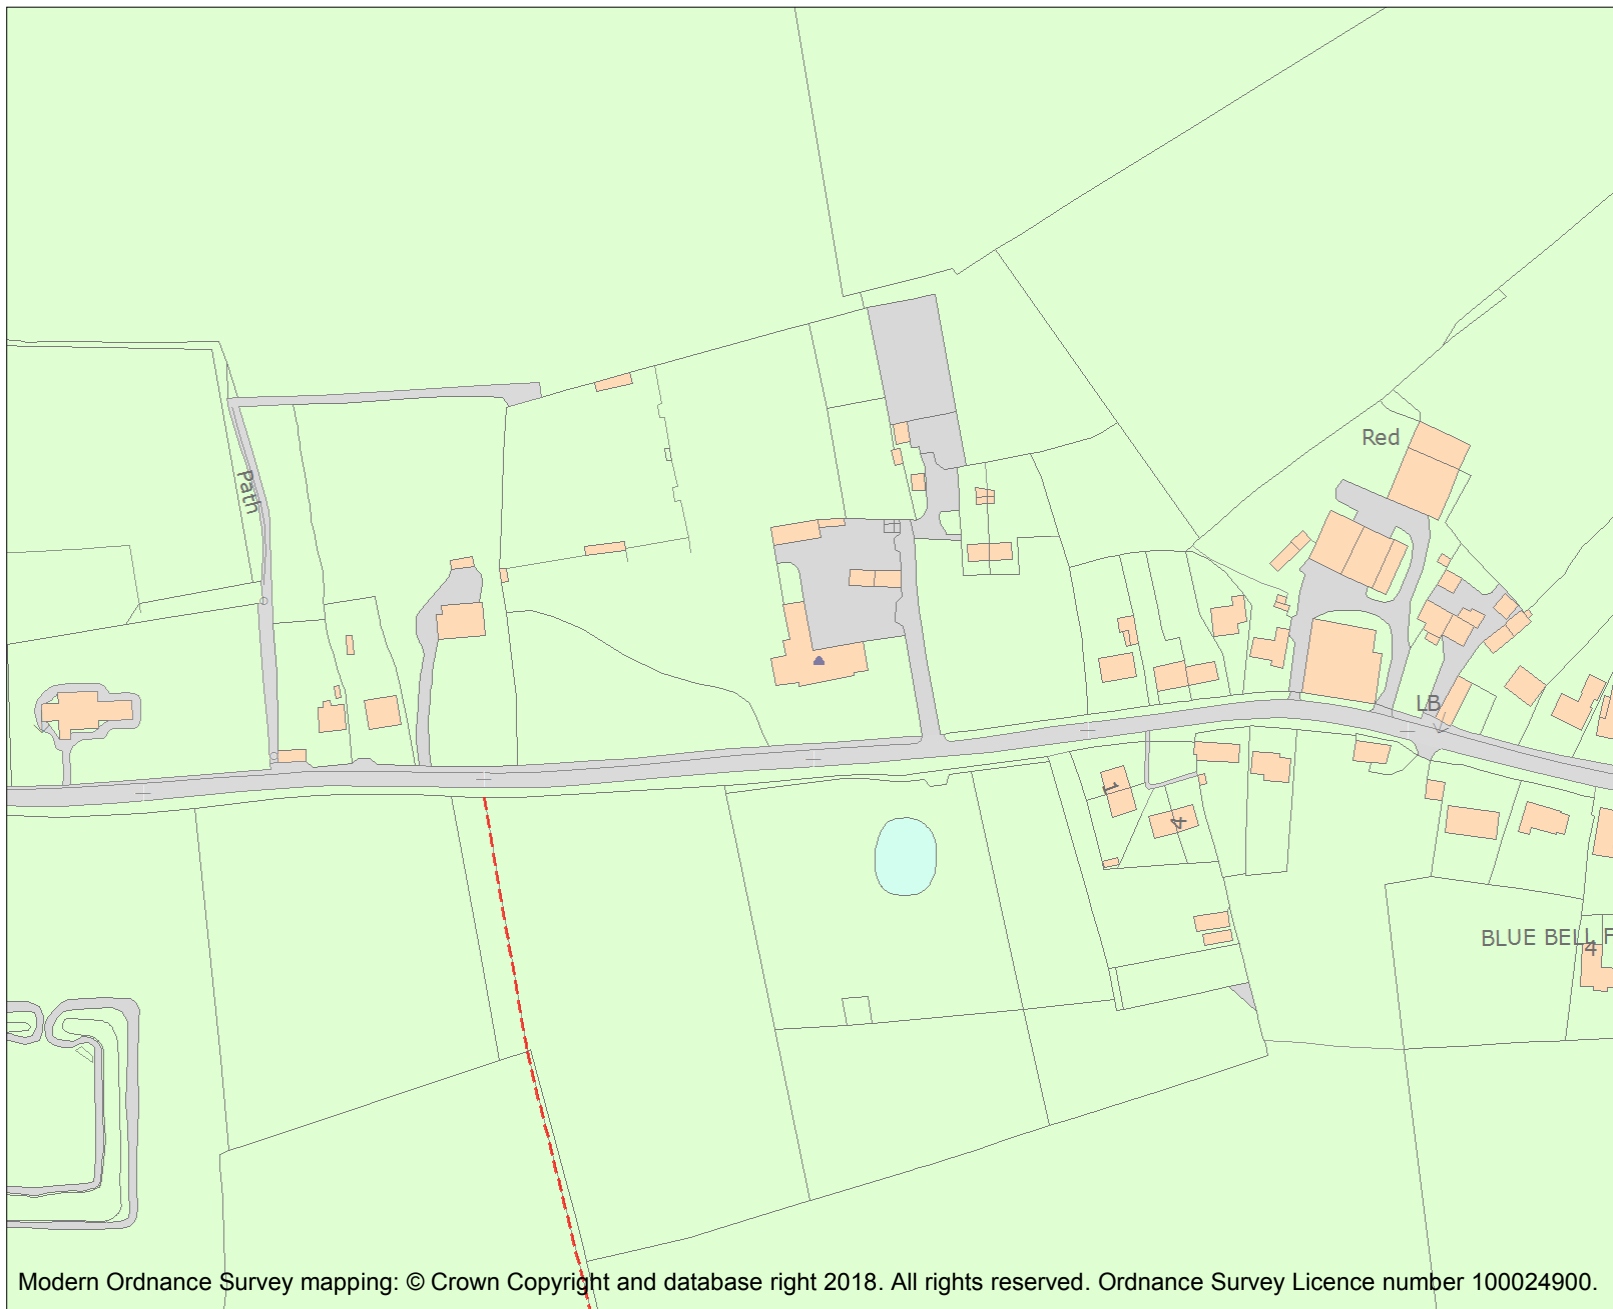 Red
Path
LB
1
4
BLUE BELL F
4
Modern Ordnance Survey mapping: © Crown Copyright and database right 2018. All rights reserved. Ordnance Survey Licence number 100024900.